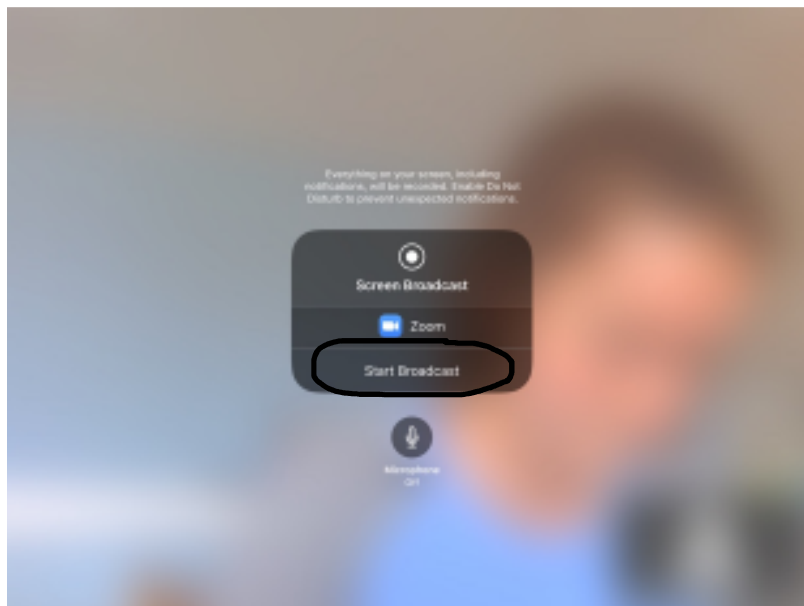 Everything on your screen, including
notifications, will be recorded. Enable Do Not
Disturb to prevent unexpected notifications.
Screen Broadcast
Zoom
Start Broadcast
Microphone
Off